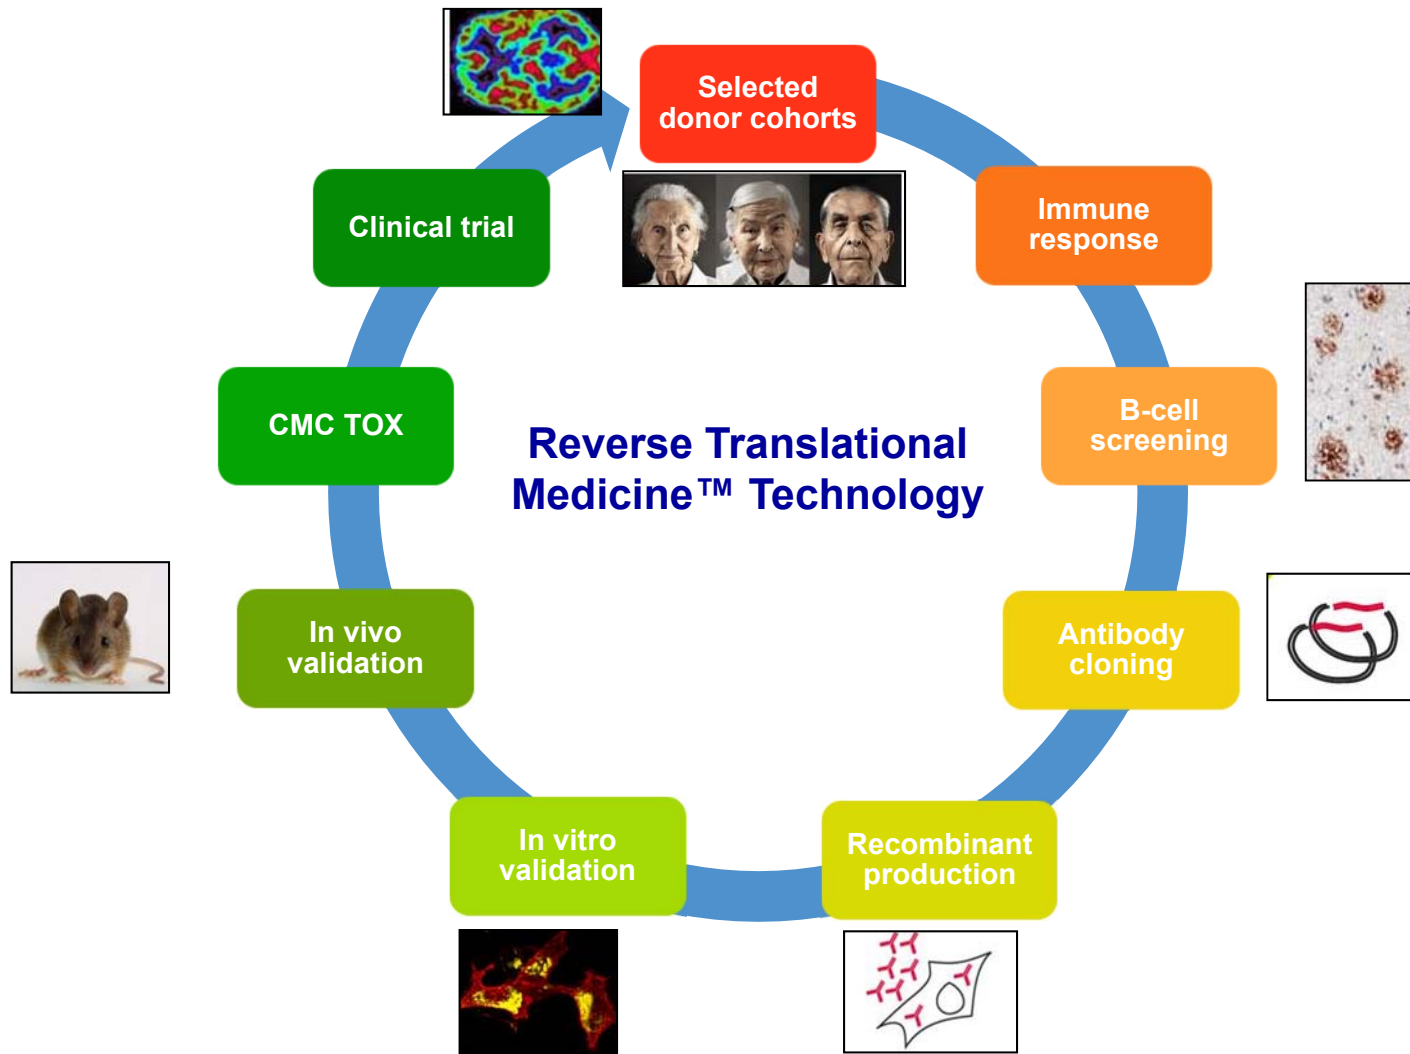 Selected
donor cohorts
Immune
response
B-cell
screening
Antibody
cloning
Recombinant
production
In vitro
validation
In vivo
validation
CMC TOX
Clinical trial
Reverse Translational
Medicine™ Technology